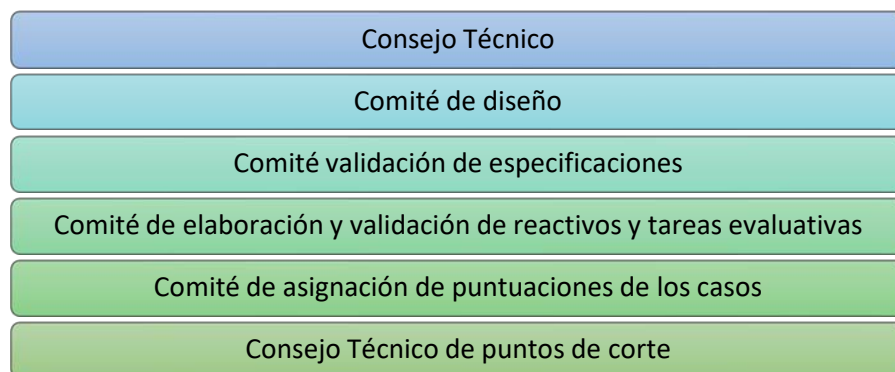 Consejo Técnico
Comité de diseño
Comité validación de especificaciones
Comité de elaboración y validación de reactivos y tareas evaluativas
Comité de asignación de puntuaciones de los casos
Consejo Técnico de puntos de corte